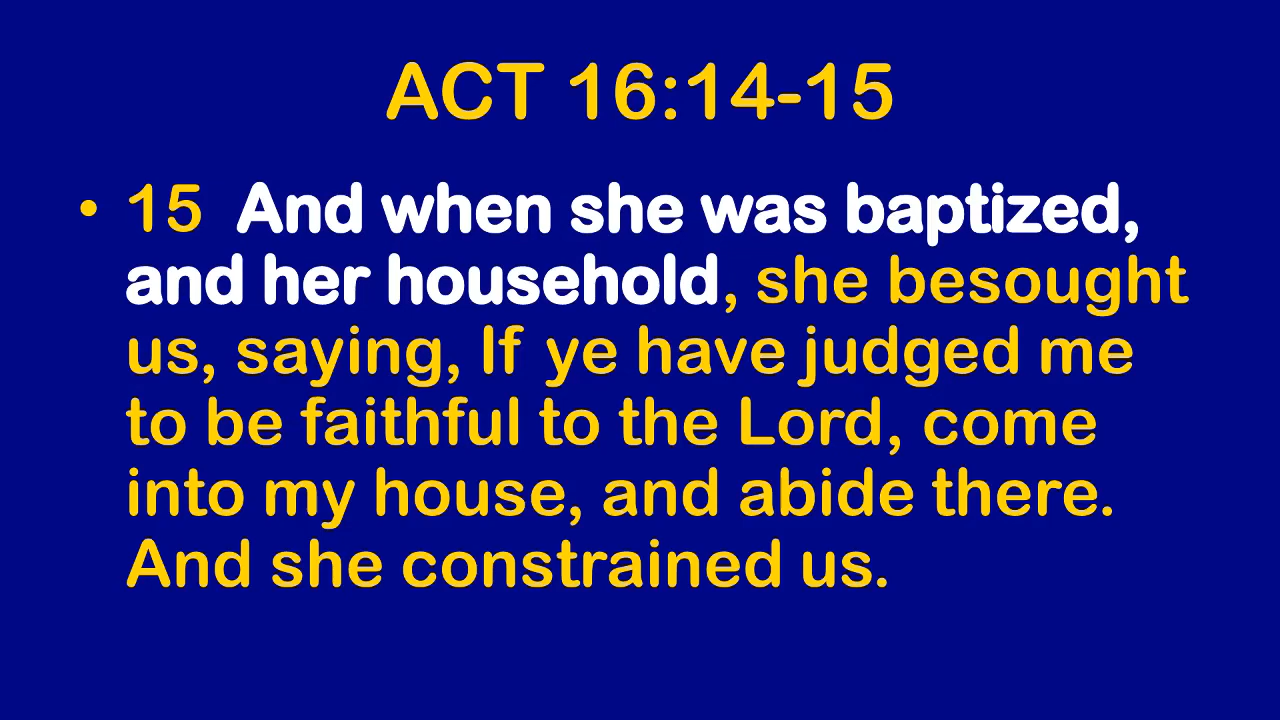 ACT 16:14-15
• 15 And when she was baptized,
and her household, she besought
us, saying, If ye have judged me
to be faithful to the Lord, come
into my house, and abide there.
And she constrained us.